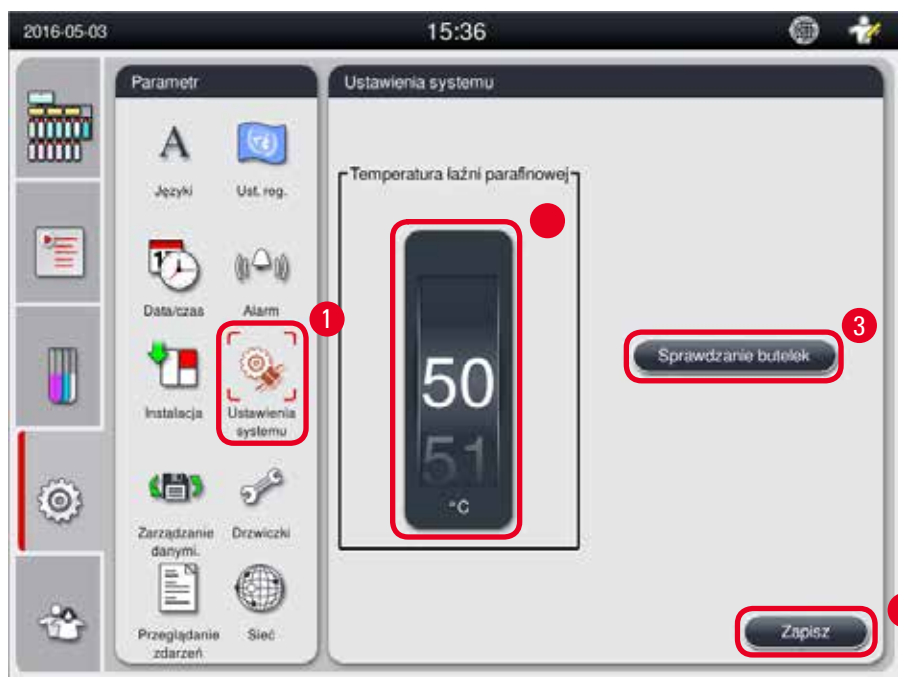 2016-05-03
15:36
Parametr
Języki
Ust. reg.
Data/czas
Alarm
1
Instalacja
Ustawienia
systemu
Zarządzanie
danymi.
Drzwiczki
Przeglądanie
zdarzeń
Sieć
Ustawienia systemu
Temperatura łaźni parafinowej
50
51
°C
3
Sprawdzanie butelek
Zapisz